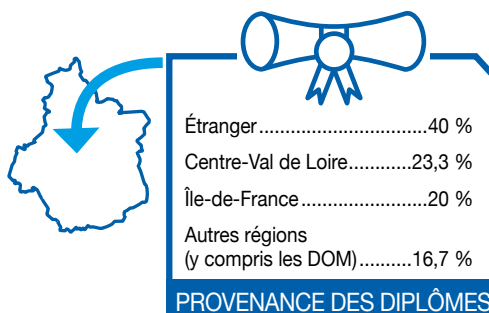 Étranger................................40 %
Centre-Val de Loire............23,3 %
Île-de-France........................20 %
Autres régions
(y compris les DOM)..........16,7 %
PROVENANCE DES DIPLÔMES